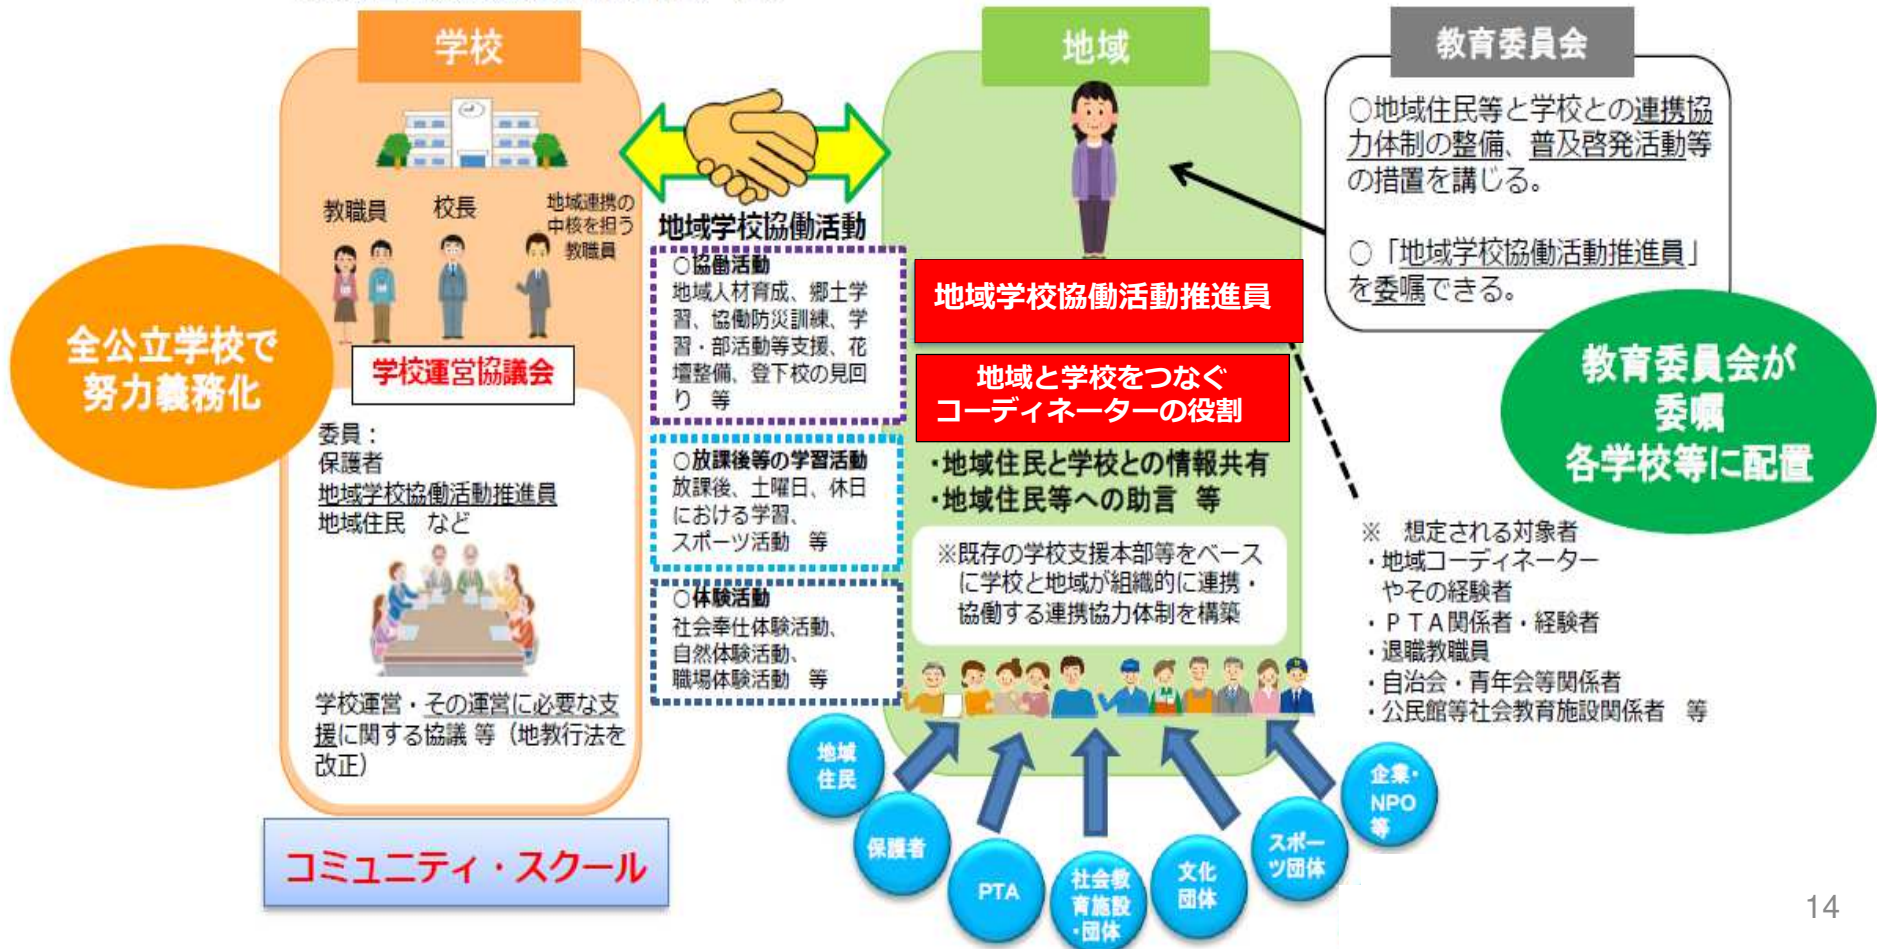 学校
教職員
校長
地域連携の
中核を担う
教職員
全公立学校で
努力義務化
学校運営協議会
委員：
保護者
地域学校協働活動推進員
地域住民　など
学校運営・その運営に必要な支
援に関する協議 等（地教行法を
改正）
コミュニティ・スクール
地域学校協働活動
○協働活動
地域人材育成、郷土学
習、協働防災訓練、学
習・部活動等支援、花
壇整備、登下校の見回
り　等
○放課後等の学習活動
放課後、土曜日、休日
における学習、
スポーツ活動　等
○体験活動
社会奉仕体験活動、
自然体験活動、
職場体験活動　等
地域
地域学校協働活動推進員
地域と学校をつなぐ
コーディネーターの役割
・地域住民と学校との情報共有
・地域住民等への助言　等
※既存の学校支援本部等をベース
に学校と地域が組織的に連携・
協働する連携協力体制を構築
地域
住民
保護者
PTA
社会教
育施設
・団体
文化
団体
スポー
ツ団体
企業・
NPO
等
教育委員会
○地域住民等と学校との連携協
力体制の整備、普及啓発活動等
の措置を講じる。
○「地域学校協働活動推進員」
を委嘱できる。
教育委員会が
委嘱
各学校等に配置
※　想定される対象者
・地域コーディネーター
やその経験者
・ＰＴＡ関係者・経験者
・退職教職員
・自治会・青年会等関係者
・公民館等社会教育施設関係者　等
14